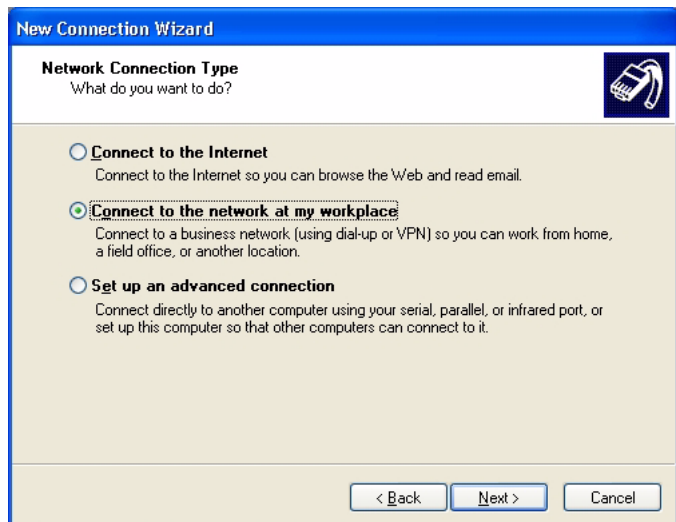 New Connection Wizard
Network Connection Type
What do you want to do?
Connect to the Internet
Connect to the Internet so you can browse the Web and read email.
Connect to the network at my workplace
Connect to a business network (using dial-up or VPN) so you can work from home,
a field office, or another location.
Set up an advanced connection
Connect directly to another computer using your serial, parallel, or infrared port, or
set up this computer so that other computers can connect to it.
< Back Next > Cancel